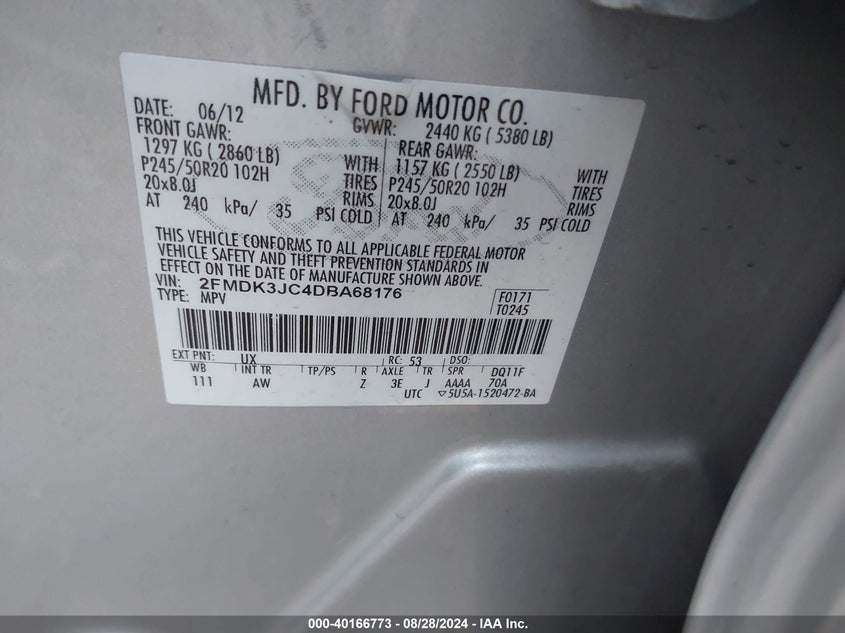 MFD. BY FORD MOTOR CO.
DATE: 06/12 GVWR: 2440 KG ( 5380 LB)
FRONT GAWR: REAR GAWR:
1297 KG ( 2860 LB) WITH 1157 KG ( 2550 LB) WITH
P245/50R20 102H TIRES P245/50R20 102H TIRES
20x8.0J RIMS 20x8.0J RIMS
AT 240 kPa/ 35 PSI COLD AT 240 kPa/ 35 PSI COLD
THIS VEHICLE CONFORMS TO ALL APPLICABLE FEDERAL MOTOR
VEHICLE SAFETY AND THEFT PREVENTION STANDARDS IN
EFFECT ON THE DATE OF MANUFACTURE SHOWN ABOVE.
VIN: 2FMDK3JC4DBA68176 F0171
TYPE: MPV T0245
EXT PNT: UX RC: 53 DSO:
WB INT TR TP/PS R AXLE TR SPR DQ11F
111 AW Z 3E J AAAA 70A
UTC ▽5U5A-1520472-BA
000-40166773 - 08/28/2024 - IAA Inc.